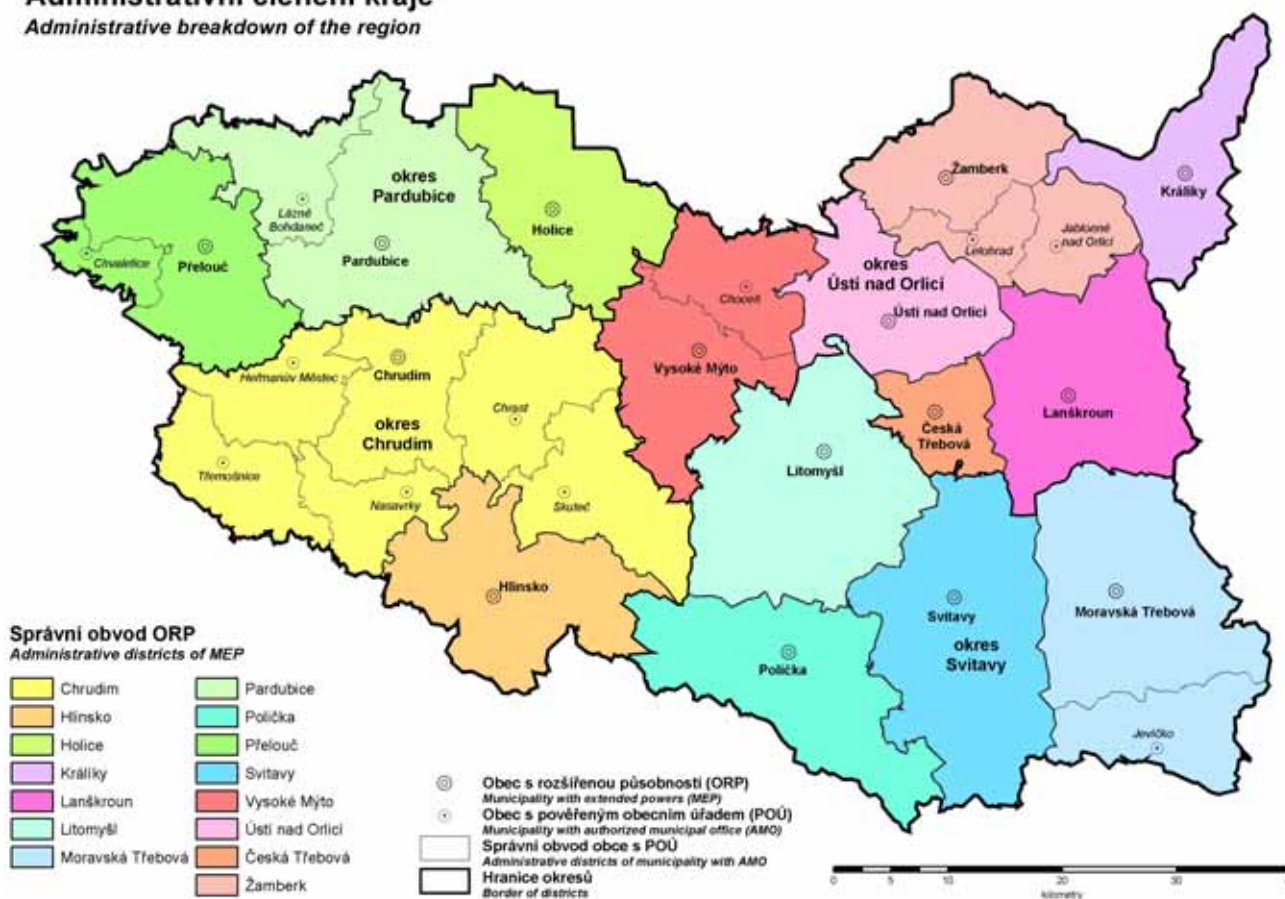 Administrativní členění kraje
Administrative breakdown of the region
okres
Pardubice
Lázně
Bohdaneč
Pardubice
Holice
Chvaletice
Přelouč
Žamberk
Králíky
Letohrad
Jablonné
nad Orlicí
okres
Ústí nad Orlicí
Ústí nad Orlicí
Choceň
Vysoké Mýto
Heřmanův Městec
Chrudim
okres
Chrudim
Chrast
Třemošnice
Nasavrky
Skuteč
Hlinsko
Litomyšl
Česká
Třebová
Lanškroun
Polička
Svitavy
okres
Svitavy
Moravská Třebová
Jevíčko
Správní obvod ORP
Administrative districts of MEP
Chrudim
Hlinsko
Holice
Králíky
Lanškroun
Litomyšl
Moravská Třebová
Pardubice
Polička
Přelouč
Svitavy
Vysoké Mýto
Ústí nad Orlicí
Česká Třebová
Žamberk
Obec s rozšířenou působností (ORP)
Municipality with extended powers (MEP)
Obec s pověřeným obecním úřadem (POÚ)
Municipality with authorized municipal office (AMO)
Správní obvod obce s POÚ
Administrative districts of municipality with AMO
Hranice okresů
Border of districts
0 5 10 20 30
kilometry